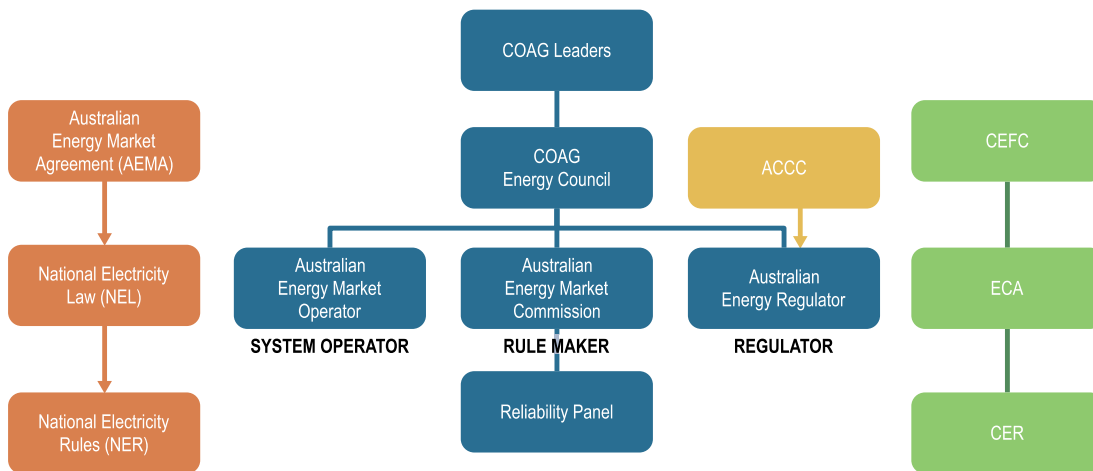 COAG Leaders
Australian
Energy Market
Agreement (AEMA)
COAG
Energy Council
ACCC
CEFC
National Electricity
Law (NEL)
Australian
Energy Market
Operator
Australian
Energy Market
Commission
Australian
Energy Regulator
ECA
SYSTEM OPERATOR
RULE MAKER
REGULATOR
National Electricity
Rules (NER)
Reliability Panel
CER